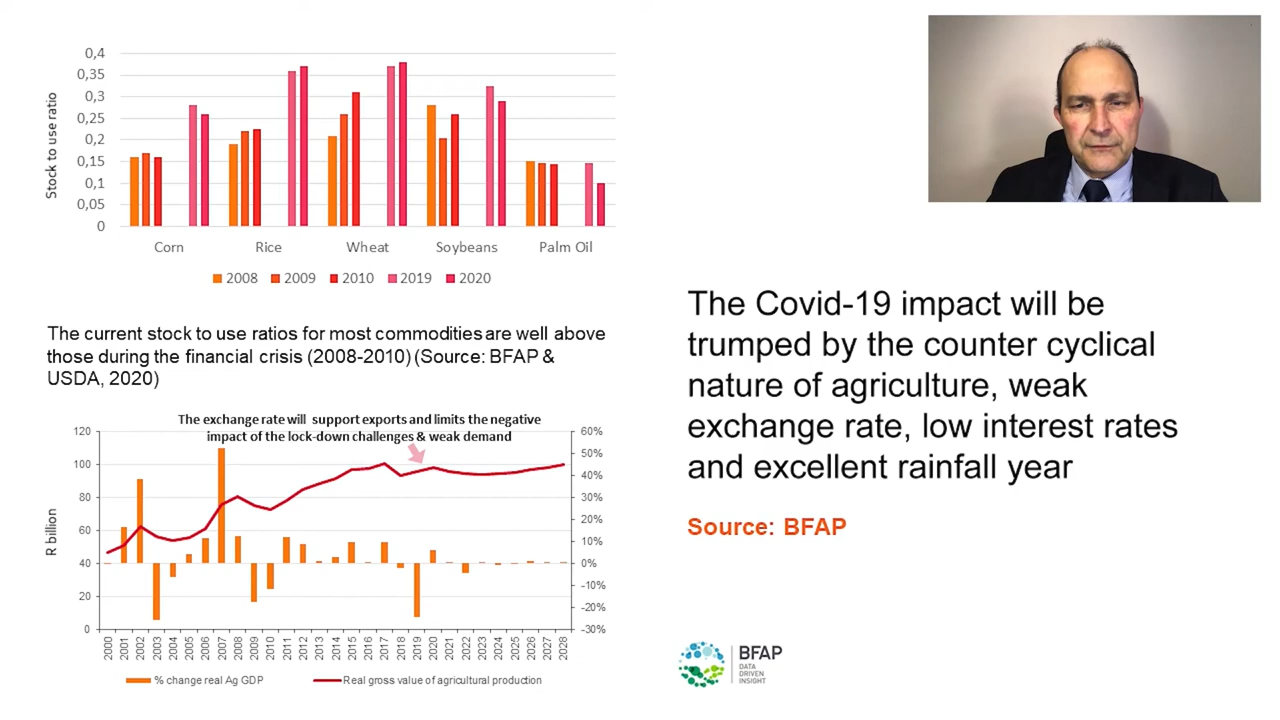 0,4
0,35
0,3
0,25
0,2
0,15
0,1
0,05
0
Stock to use ratio
Corn Rice Wheat Soybeans Palm Oil
2008 2009 2010 2019 2020
The current stock to use ratios for most commodities are well above
those during the financial crisis (2008-2010) (Source: BFAP &
USDA, 2020)
The exchange rate will support exports and limits the negative
impact of the lock-down challenges & weak demand
120
100
80
60
40
20
0
R billion
60%
50%
40%
30%
20%
10%
0%
-10%
-20%
-30%
2000 2001 2002 2003 2004 2005 2006 2007 2008 2009 2010 2011 2012 2013 2014 2015 2016 2017 2018 2019 2020 2021 2022 2023 2024 2025 2026 2027 2028
% change real Ag GDP Real gross value of agricultural production
The Covid-19 impact will be
trumped by the counter cyclical
nature of agriculture, weak
exchange rate, low interest rates
and excellent rainfall year
Source: BFAP
BFAP
DATA
DRIVEN
INSIGHT